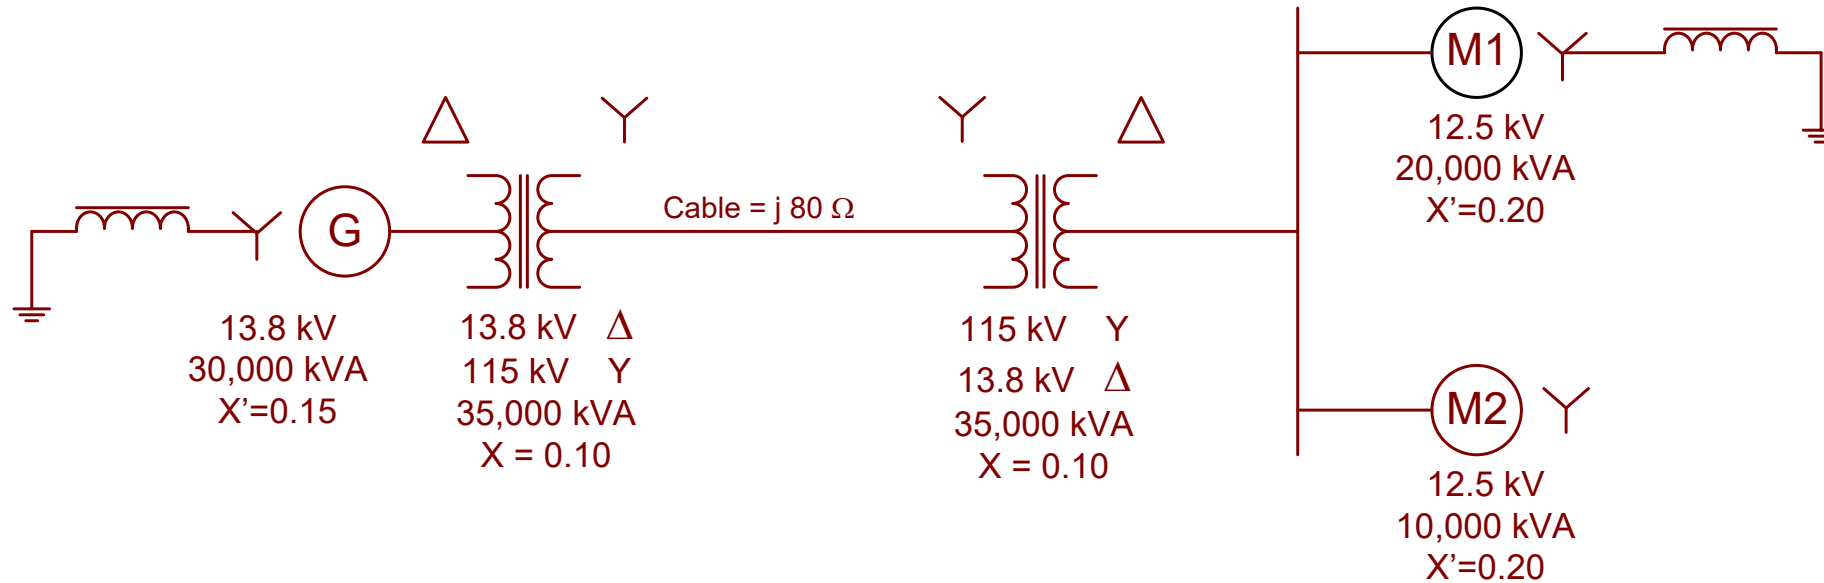 G
13.8 kV
30,000 kVA
X’=0.15
13.8 kV Δ
115 kV Y
35,000 kVA
X = 0.10
Cable = j 80 Ω
115 kV Y
13.8 kV Δ
35,000 kVA
X = 0.10
M1
12.5 kV
20,000 kVA
X’=0.20
M2
12.5 kV
10,000 kVA
X’=0.20